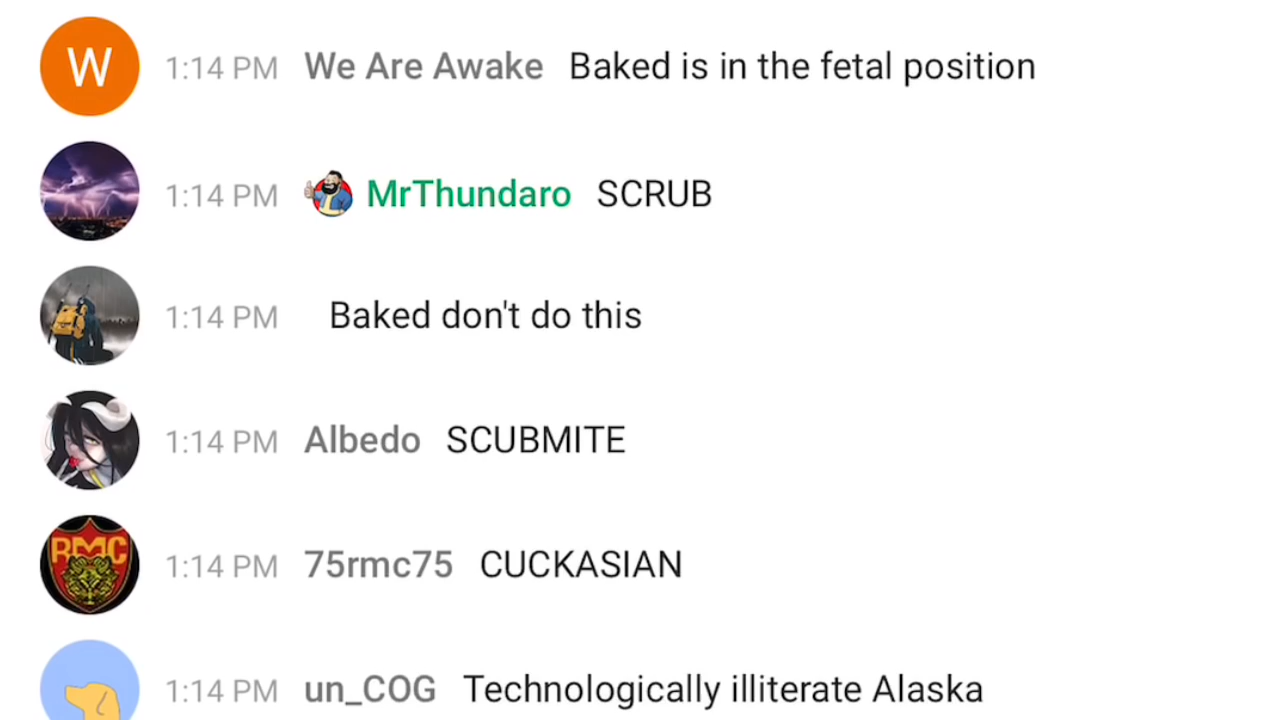 W 1:14 PM We Are Awake Baked is in the fetal position
1:14 PM MrThundaro SCRUB
1:14 PM Baked don't do this
1:14 PM Albedo SCUBMITE
RMC 1:14 PM 75rmc75 CUCKASIAN
1:14 PM un_COG Technologically illiterate Alaska